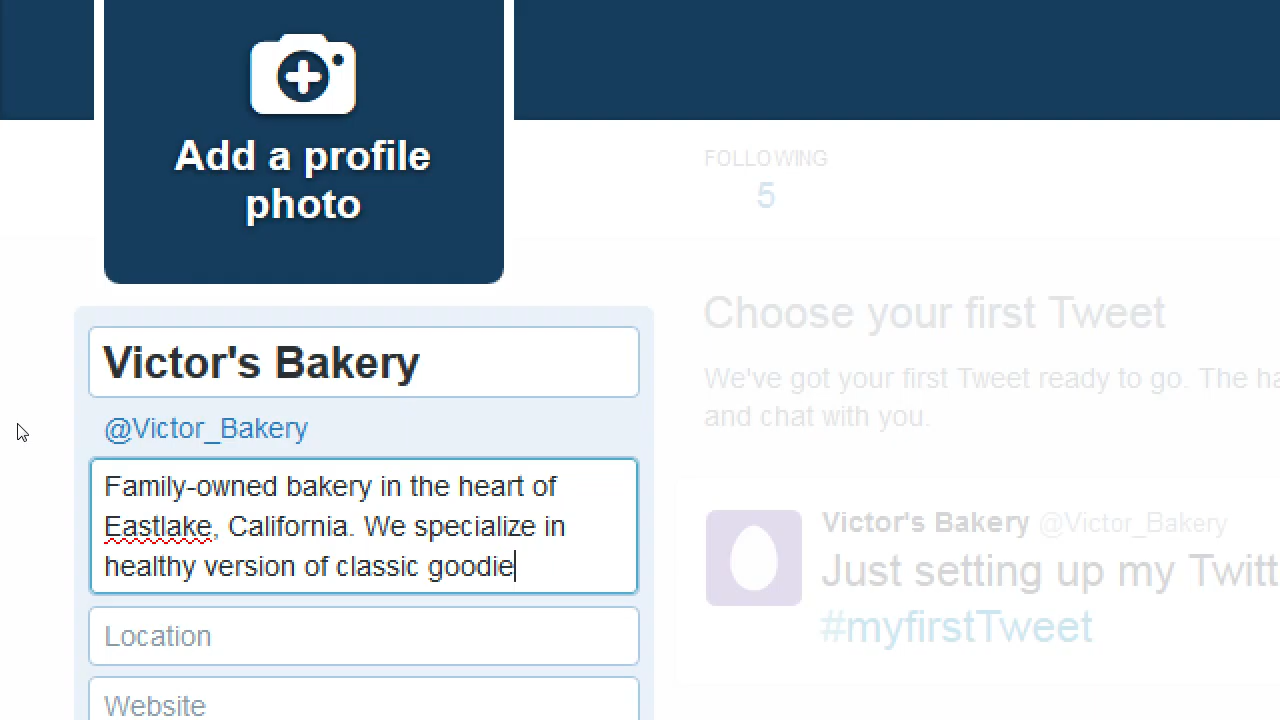 Add a profile
photo
FOLLOWING
5
Victor's Bakery
@Victor_Bakery
Family-owned bakery in the heart of
Eastlake, California. We specialize in
healthy version of classic goodie
Location
Website
Choose your first Tweet
We've got your first Tweet ready to go. The ha
and chat with you.
Victor's Bakery @Victor_Bakery
Just setting up my Twitt
#myfirstTweet